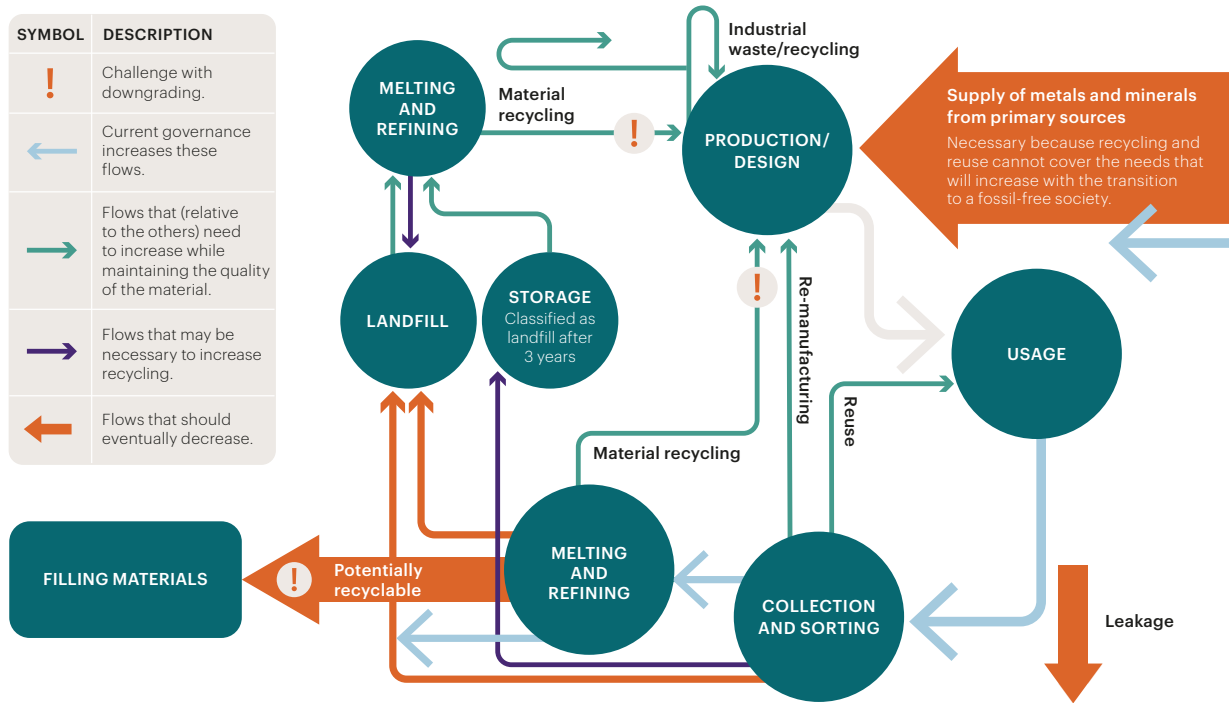 SYMBOL DESCRIPTION
!
Challenge with
downgrading.
Current governance
increases these
flows.
Flows that (relative
to the others) need
to increase while
maintaining the quality
of the material.
Flows that may be
necessary to increase
recycling.
Flows that should
eventually decrease.
MELTING
AND
REFINING
Material
recycling
!
Industrial
waste/recycling
PRODUCTION/
DESIGN
Supply of metals and minerals
from primary sources
Necessary because recycling and
reuse cannot cover the needs that
will increase with the transition
to a fossil-free society.
LANDFILL
STORAGE
Classified as
landfill after
3 years
!
Re-manufacturing
Reuse
USAGE
Material recycling
FILLING MATERIALS
!
Potentially
recyclable
MELTING
AND
REFINING
COLLECTION
AND SORTING
Leakage